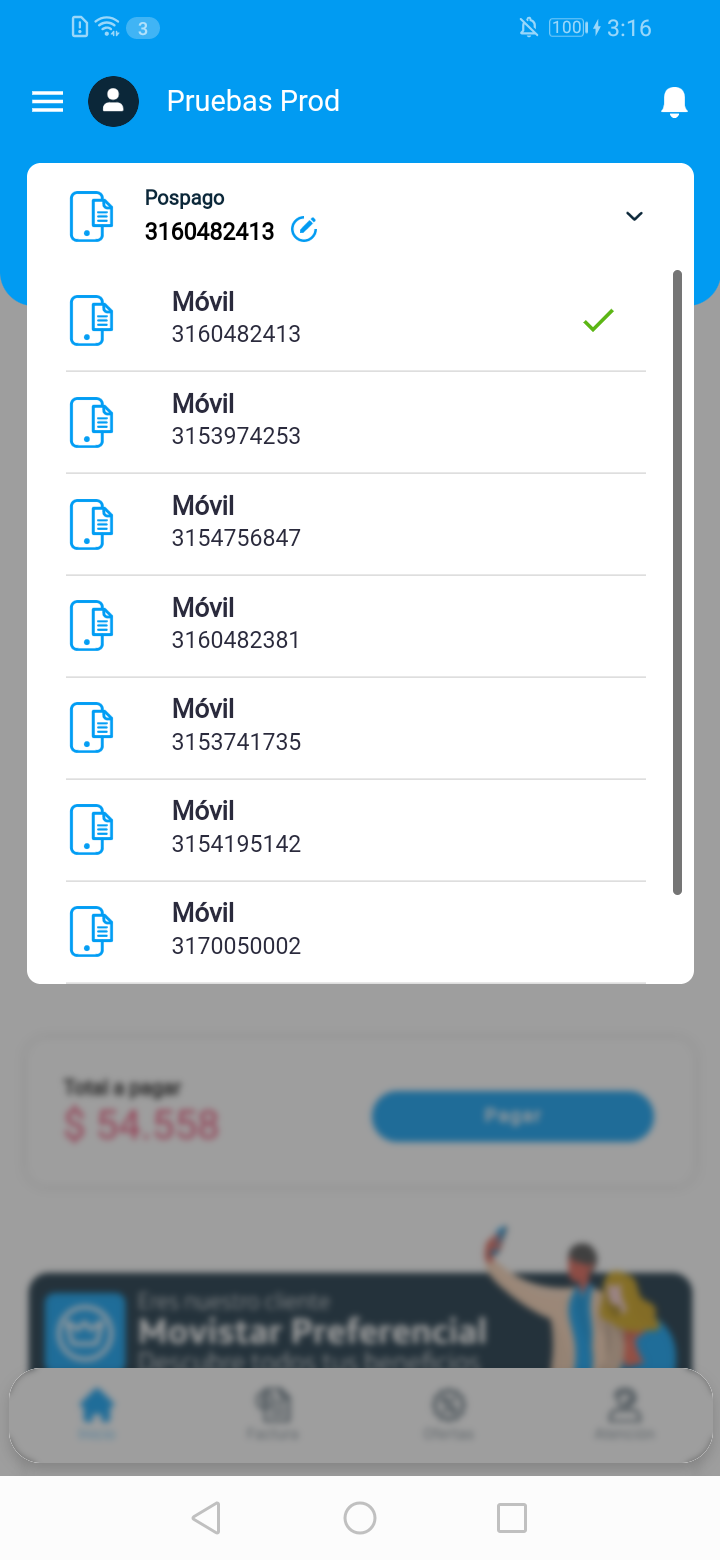 3
100
3:16
Pruebas Prod
Pospago
3160482413
Móvil
3160482413
Móvil
3153974253
Móvil
3154756847
Móvil
3160482381
Móvil
3153741735
Móvil
3154195142
Móvil
3170050002
Total a pagar
$ 54.558
Pagar
Eres nuestro cliente
Movistar Preferencial
Descubre todos tus beneficios
Inicio
Factura
Ofertas
Atención